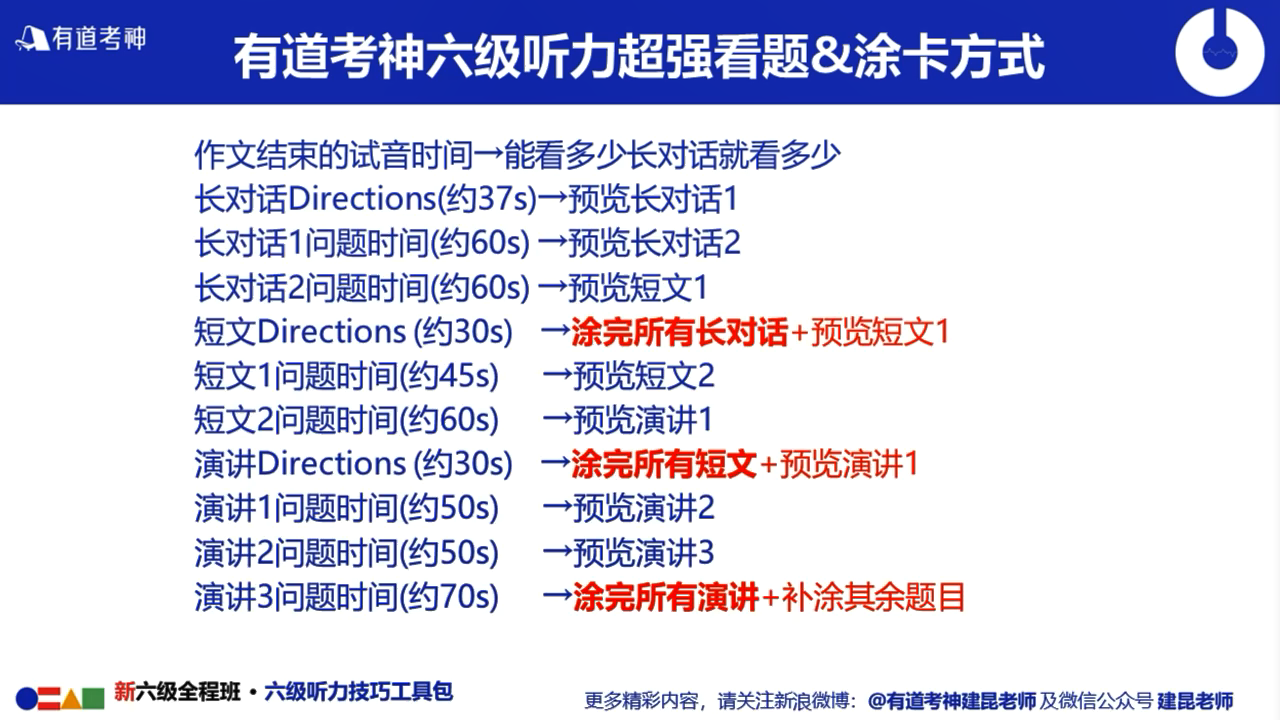 有道考神
有道考神六级听力超强看题&涂卡方式
作文结束的试音时间→能看多少长对话就看多少
长对话Directions(约37s)→预览长对话1
长对话1问题时间(约60s) →预览长对话2
长对话2问题时间(约60s) →预览短文1
短文Directions (约30s) →涂完所有长对话+预览短文1
短文1问题时间(约45s) →预览短文2
短文2问题时间(约60s) →预览演讲1
演讲Directions (约30s) →涂完所有短文+预览演讲1
演讲1问题时间(约50s) →预览演讲2
演讲2问题时间(约50s) →预览演讲3
演讲3问题时间(约70s) →涂完所有演讲+补涂其余题目
新六级全程班・六级听力技巧工具包
更多精彩内容，请关注新浪微博：@有道考神建昆老师 及微信公众号 建昆老师